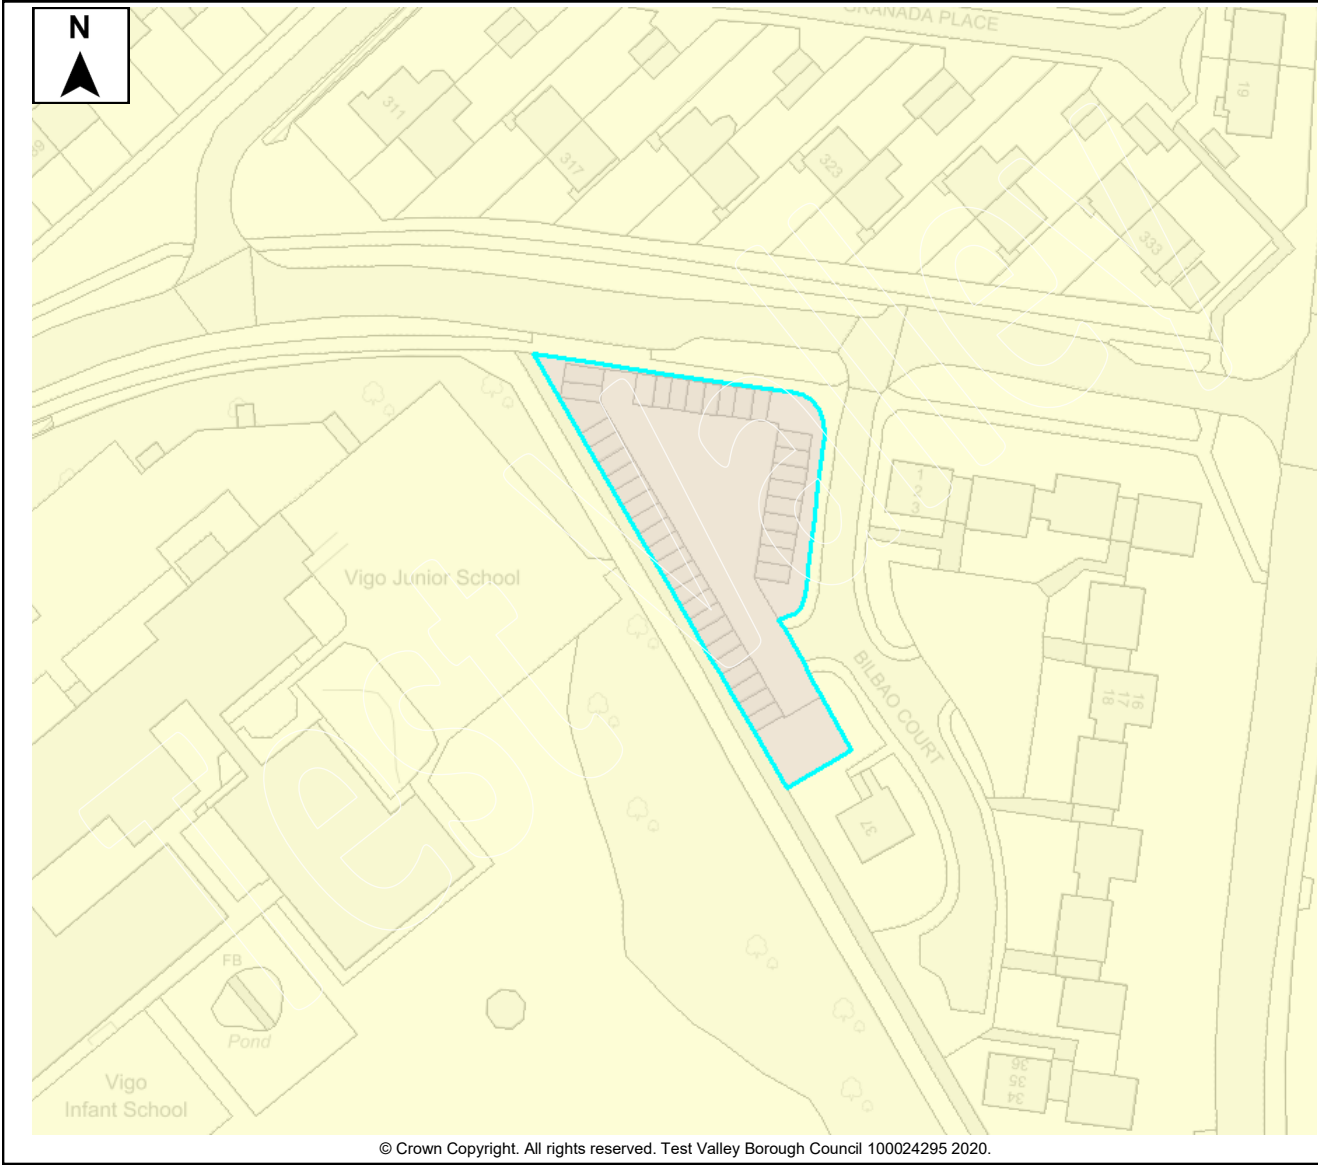 N
GRANADA PLACE
19
311
317
323
333
1
2
3
Vigo Junior School
BILBAO COURT
16
17
18
37
FB
Pond
Vigo
Infant School
36
35
34
© Crown Copyright. All rights reserved. Test Valley Borough Council 100024295 2020.